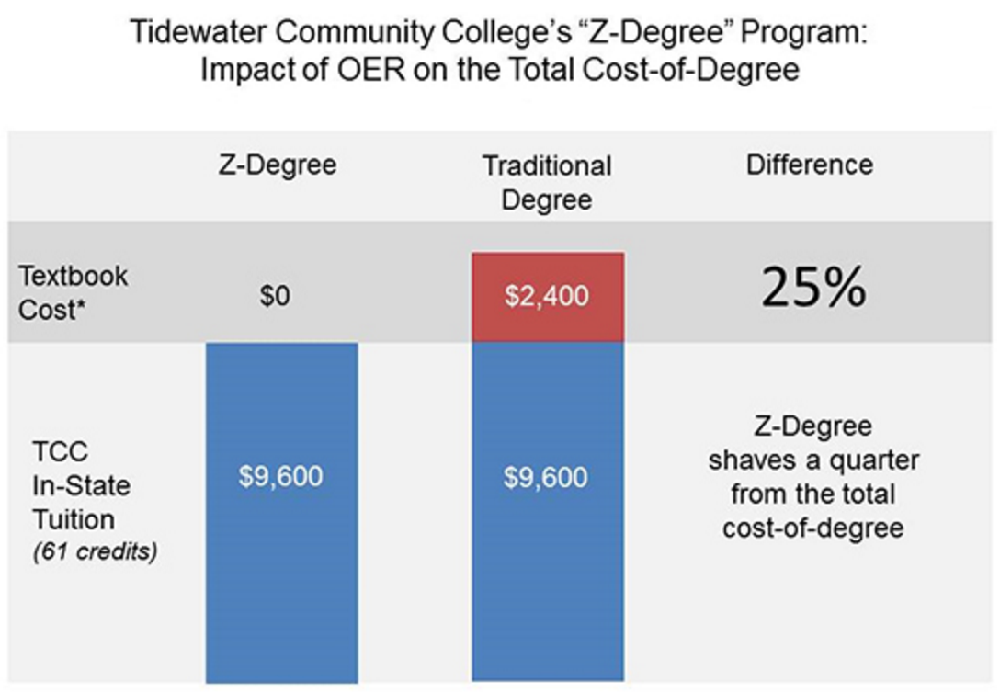 Tidewater Community College’s “Z-Degree” Program:
Impact of OER on the Total Cost-of-Degree
Z-Degree
Traditional
Degree
Difference
Textbook
Cost*
$0
$2,400
25%
TCC
In-State
Tuition
(61 credits)
$9,600
$9,600
Z-Degree
shaves a quarter
from the total
cost-of-degree